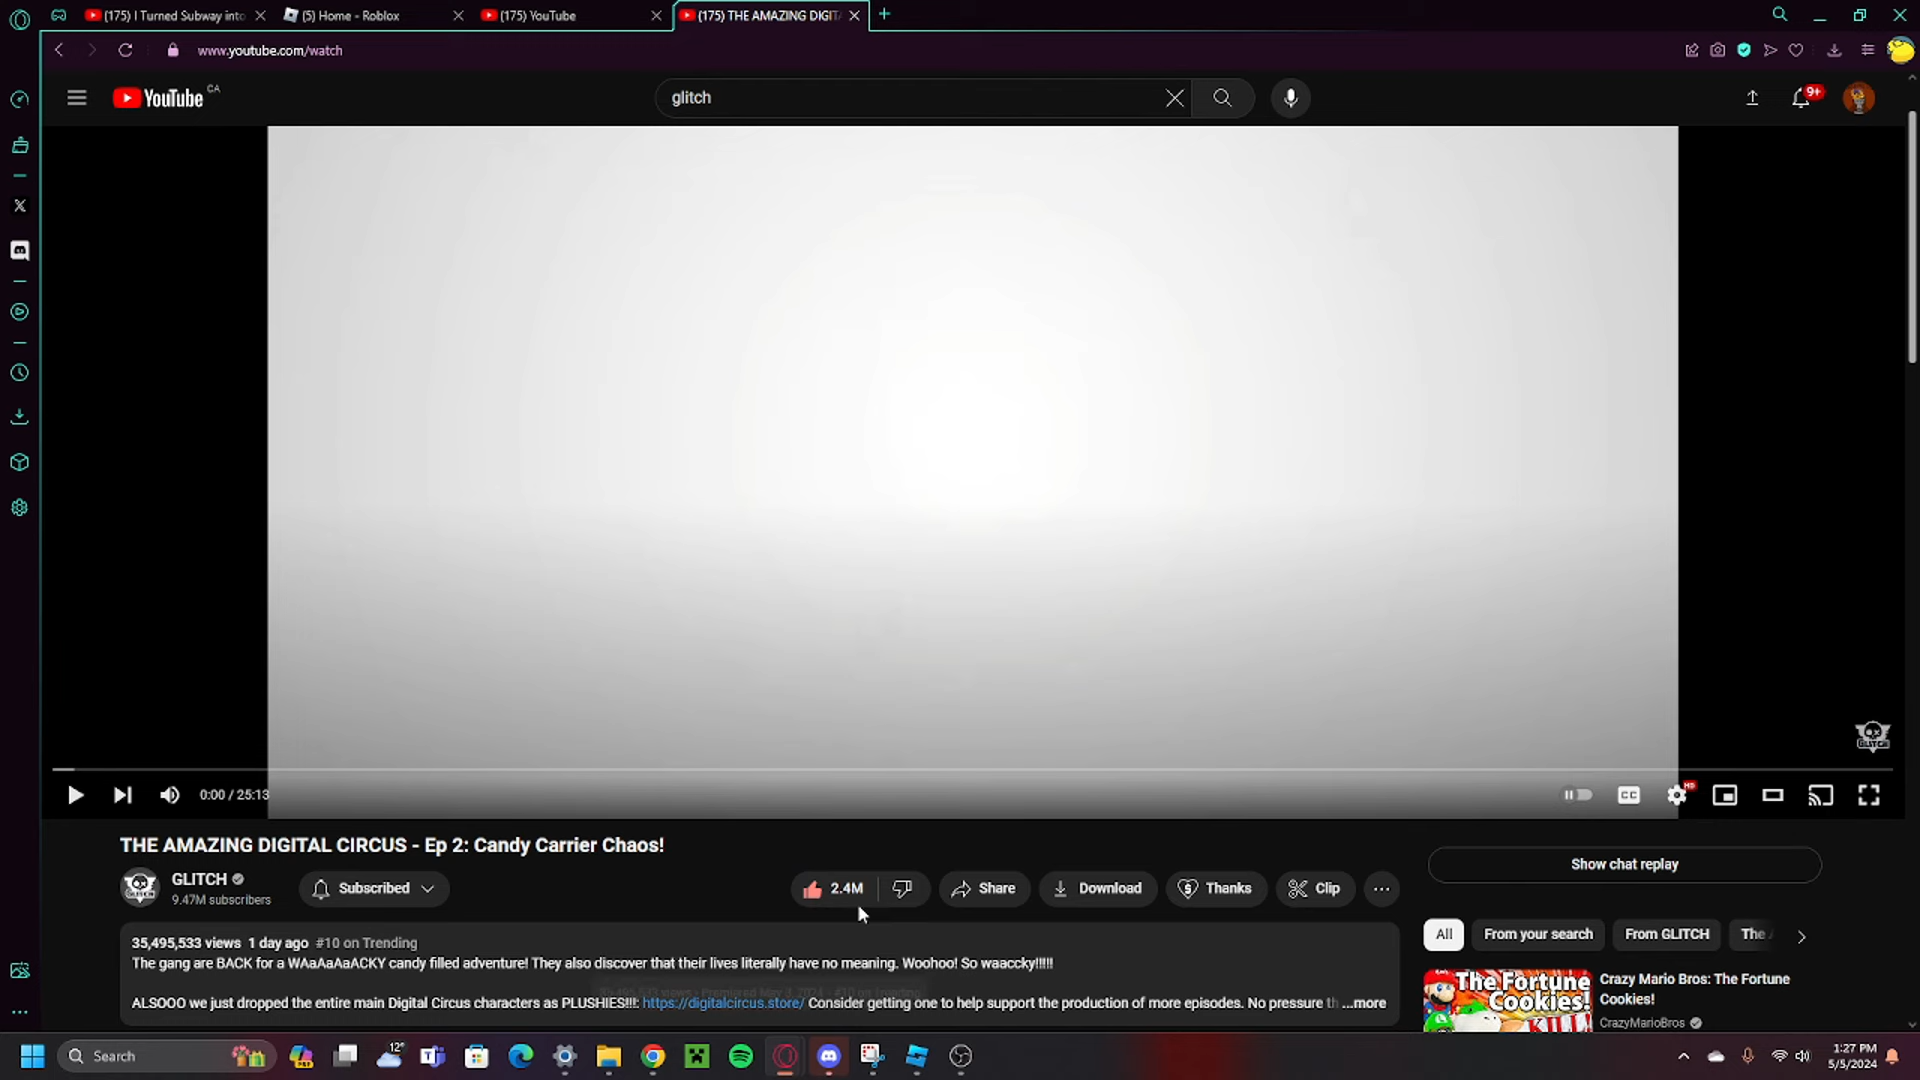 (175) I Turned Subway into
(5) Home - Roblox
(175) YouTube
(175) THE AMAZING DIGIT
www.youtube.com/watch
YouTube CA
glitch
9+
GLITCH
0:00 / 25:13
CC
HD
THE AMAZING DIGITAL CIRCUS - Ep 2: Candy Carrier Chaos!
GLITCH
9.47M subscribers
Subscribed
2.4M
Share
Download
Thanks
Clip
Show chat replay
35,495,533 views 1 day ago #10 on Trending
The gang are BACK for a WAaAaAaACKY candy filled adventure! They also discover that their lives literally have no meaning. Woohoo! So waaccky!!!!!
ALSOOO we just dropped the entire main Digital Circus characters as PLUSHIES!!!: https://digitalcircus.store/ Consider getting one to help support the production of more episodes. No pressure th ...more
All
From your search
From GLITCH
The
The Fortune
Cookies!
Crazy Mario Bros: The Fortune
Cookies!
CrazyMarioBros
Search
12°
1:27 PM
5/5/2024